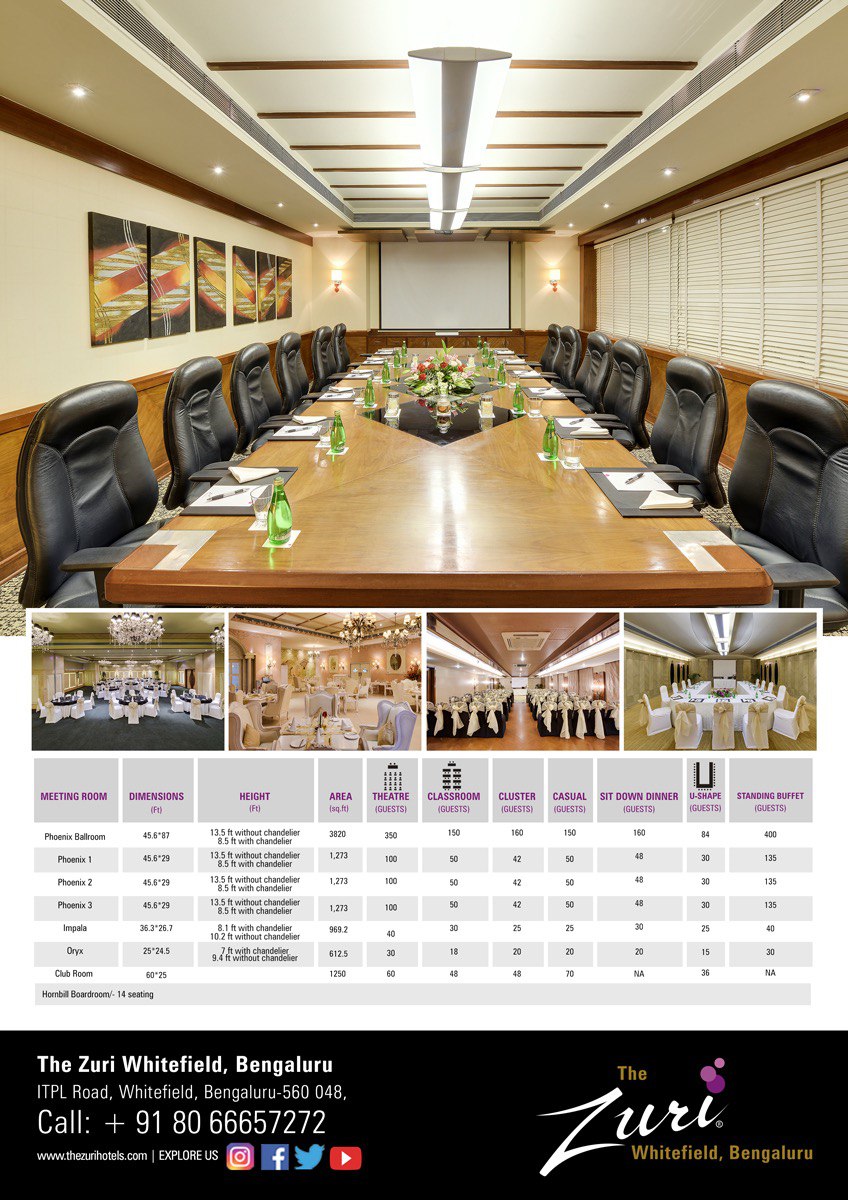 MEETING ROOM DIMENSIONS (Ft) HEIGHT (Ft) AREA (sq.ft) THEATRE (GUESTS) CLASSROOM (GUESTS) CLUSTER (GUESTS) CASUAL (GUESTS) SIT DOWN DINNER (GUESTS) U-SHAPE (GUESTS) STANDING BUFFET (GUESTS)
Phoenix Ballroom 45.6*87 13.5 ft without chandelier 8.5 ft with chandelier 3820 350 150 160 150 160 84 400
Phoenix 1 45.6*29 13.5 ft without chandelier 8.5 ft with chandelier 1,273 100 50 42 50 48 30 135
Phoenix 2 45.6*29 13.5 ft without chandelier 8.5 ft with chandelier 1,273 100 50 42 50 48 30 135
Phoenix 3 45.6*29 13.5 ft without chandelier 8.5 ft with chandelier 1,273 100 50 42 50 48 30 135
Impala 36.3*26.7 8.1 ft with chandelier 10.2 ft without chandelier 969.2 40 30 25 25 30 25 40
Oryx 25*24.5 7 ft with chandelier 9.4 ft without chandelier 612.5 30 18 20 20 20 15 30
Club Room 60*25 1250 60 48 48 70 NA 36 NA
Hornbill Boardroom/- 14 seating
The Zuri Whitefield, Bengaluru
ITPL Road, Whitefield, Bengaluru-560 048,
Call: + 91 80 66657272
www.thezurihotels.com | EXPLORE US
The
Zuri®
Whitefield, Bengaluru